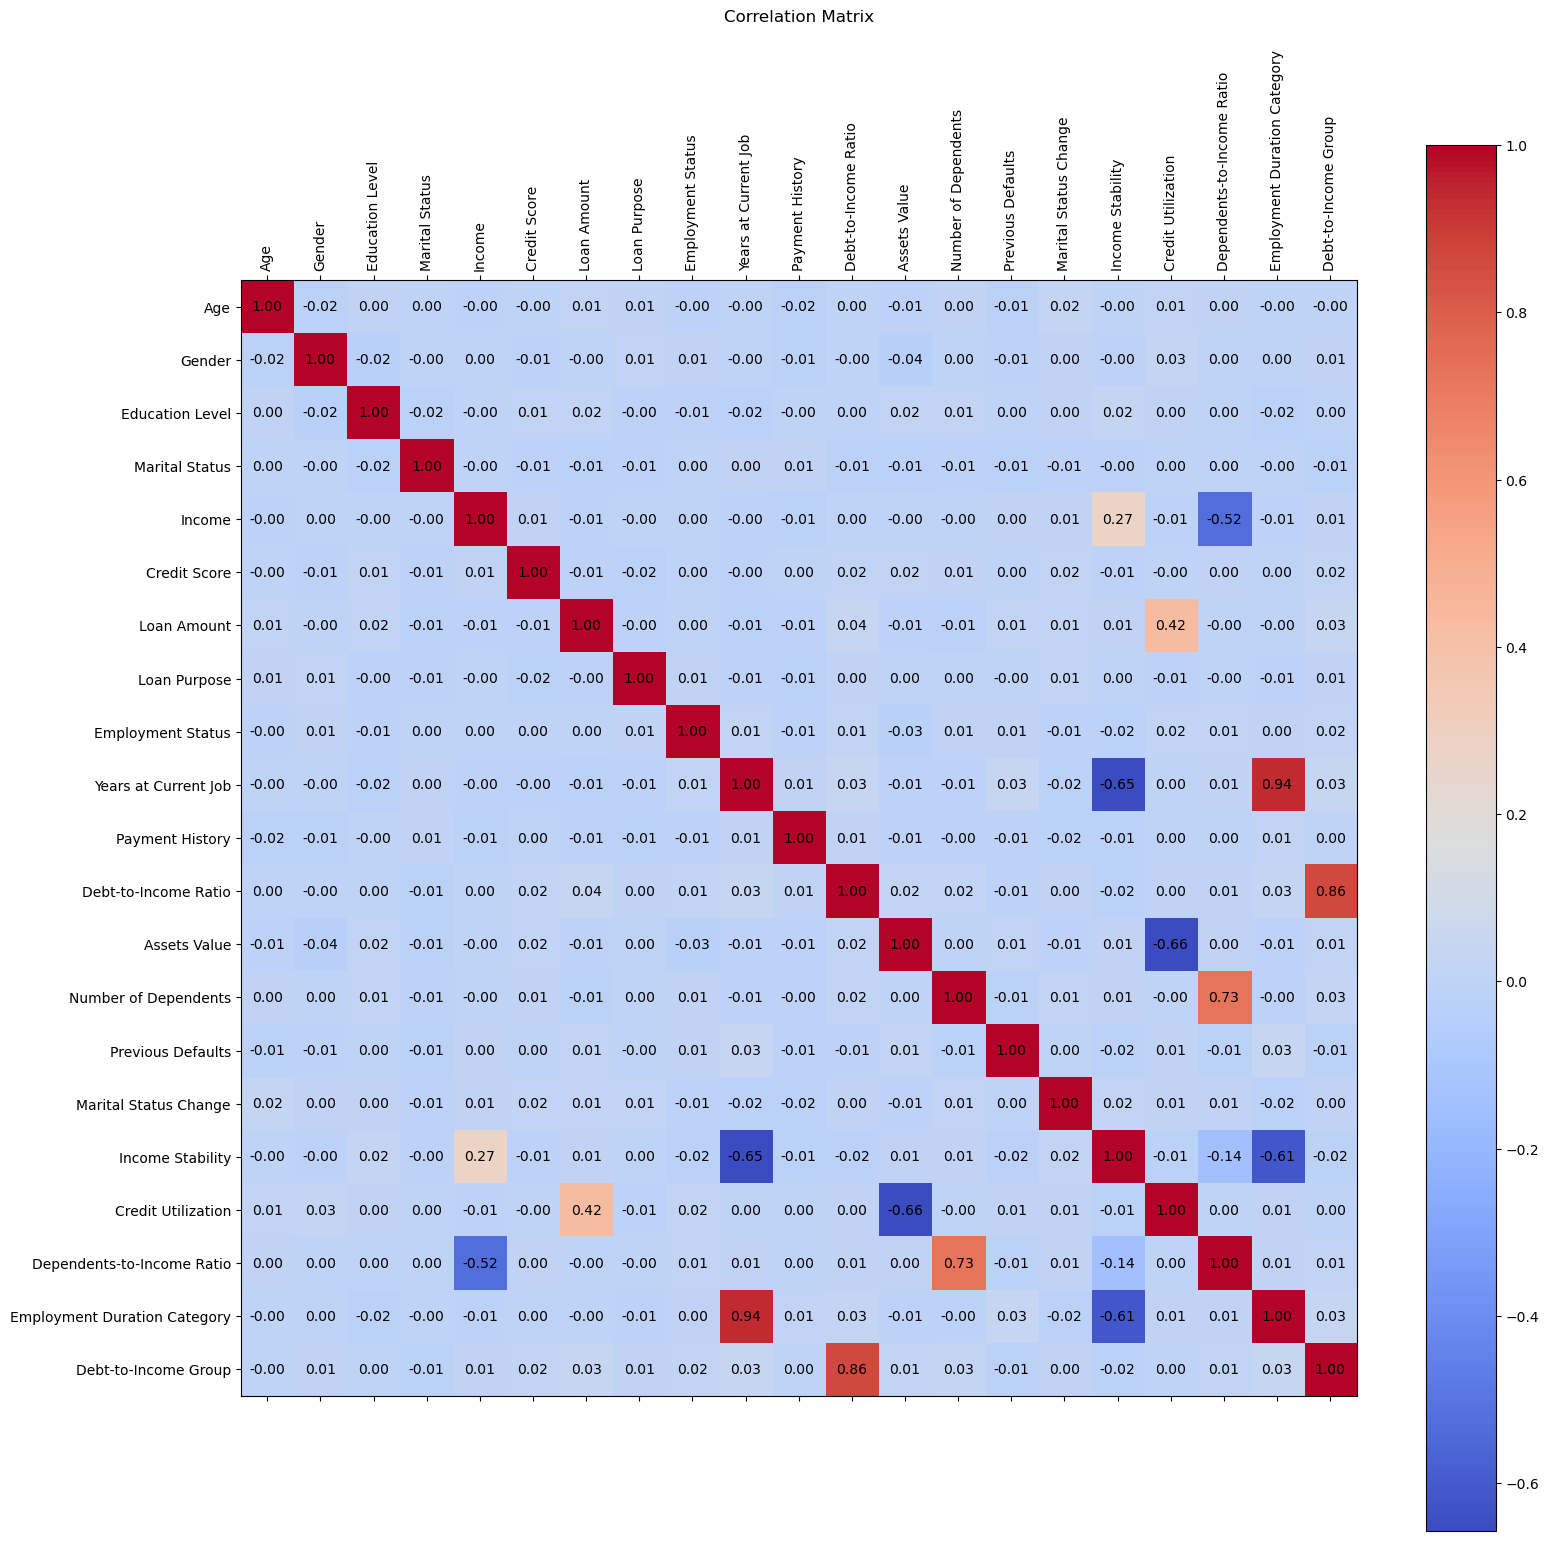 Correlation Matrix
Age Gender Education Level Marital Status Income Credit Score Loan Amount Loan Purpose Employment Status Years at Current Job Payment History Debt-to-Income Ratio Assets Value Number of Dependents Previous Defaults Marital Status Change Income Stability Credit Utilization Dependents-to-Income Ratio Employment Duration Category Debt-to-Income Group
Age 1.00 -0.02 0.00 0.00 -0.00 -0.00 0.01 0.01 -0.00 -0.00 -0.02 0.00 -0.01 0.00 -0.01 0.02 -0.00 0.01 0.00 -0.00 -0.00
Gender -0.02 1.00 -0.02 -0.00 0.00 -0.01 -0.00 0.01 0.01 -0.00 -0.01 -0.00 -0.04 0.00 -0.01 0.00 -0.00 0.03 0.00 0.00 0.01
Education Level 0.00 -0.02 1.00 -0.02 -0.00 0.01 0.02 -0.00 -0.01 -0.02 -0.00 0.00 0.02 0.01 0.00 0.00 0.02 0.00 0.00 -0.02 0.00
Marital Status 0.00 -0.00 -0.02 1.00 -0.00 -0.01 -0.01 -0.01 0.00 0.00 0.01 -0.01 -0.01 -0.01 -0.01 -0.01 -0.00 0.00 0.00 -0.00 -0.01
Income -0.00 0.00 -0.00 -0.00 1.00 0.01 -0.01 -0.00 0.00 -0.00 -0.01 0.00 -0.00 -0.00 0.00 0.01 0.27 -0.01 -0.52 -0.01 0.01
Credit Score -0.00 -0.01 0.01 -0.01 0.01 1.00 -0.01 -0.02 0.00 -0.00 0.00 0.02 0.02 0.01 0.00 0.02 -0.01 -0.00 0.00 0.00 0.02
Loan Amount 0.01 -0.00 0.02 -0.01 -0.01 -0.01 1.00 -0.00 0.00 -0.01 -0.01 0.04 -0.01 -0.01 0.01 0.01 0.01 0.42 -0.00 -0.00 0.03
Loan Purpose 0.01 0.01 -0.00 -0.01 -0.00 -0.02 -0.00 1.00 0.01 -0.01 -0.01 0.00 0.00 0.00 -0.00 0.01 0.00 -0.01 -0.00 -0.01 0.01
Employment Status -0.00 0.01 -0.01 0.00 0.00 0.00 0.00 0.01 1.00 0.01 -0.01 0.01 -0.03 0.01 0.01 -0.01 -0.02 0.02 0.01 0.00 0.02
Years at Current Job -0.00 -0.00 -0.02 0.00 -0.00 -0.00 -0.01 -0.01 0.01 1.00 0.01 0.03 -0.01 -0.01 0.03 -0.02 -0.65 0.00 0.01 0.94 0.03
Payment History -0.02 -0.01 -0.00 0.01 -0.01 0.00 -0.01 -0.01 -0.01 0.01 1.00 0.01 -0.01 -0.00 -0.01 -0.02 -0.01 0.00 0.00 0.01 0.00
Debt-to-Income Ratio 0.00 -0.00 0.00 -0.01 0.00 0.02 0.04 0.00 0.01 0.03 0.01 1.00 0.02 0.02 -0.01 0.00 -0.02 0.00 0.01 0.03 0.86
Assets Value -0.01 -0.04 0.02 -0.01 -0.00 0.02 -0.01 0.00 -0.03 -0.01 -0.01 0.02 1.00 0.00 0.01 -0.01 0.01 -0.66 0.00 -0.01 0.01
Number of Dependents 0.00 0.00 0.01 -0.01 -0.00 0.01 -0.01 0.00 0.01 -0.01 -0.00 0.02 0.00 1.00 -0.01 0.01 0.01 -0.00 0.73 -0.00 0.03
Previous Defaults -0.01 -0.01 0.00 -0.01 0.00 0.00 0.01 -0.00 0.01 0.03 -0.01 -0.01 0.01 -0.01 1.00 0.00 -0.02 0.01 -0.01 0.03 -0.01
Marital Status Change 0.02 0.00 0.00 -0.01 0.01 0.02 0.01 0.01 -0.01 -0.02 -0.02 0.00 -0.01 0.01 0.00 1.00 0.02 0.01 0.01 -0.02 0.00
Income Stability -0.00 -0.00 0.02 -0.00 0.27 -0.01 0.01 0.00 -0.02 -0.65 -0.01 -0.02 0.01 0.01 -0.02 0.02 1.00 -0.01 -0.14 -0.61 -0.02
Credit Utilization 0.01 0.03 0.00 0.00 -0.01 -0.00 0.42 -0.01 0.02 0.00 0.00 0.00 -0.66 -0.00 0.01 0.01 -0.01 1.00 0.00 0.01 0.00
Dependents-to-Income Ratio 0.00 0.00 0.00 0.00 -0.52 0.00 -0.00 -0.00 0.01 0.01 0.00 0.01 0.00 0.73 -0.01 0.01 -0.14 0.00 1.00 0.01 0.01
Employment Duration Category -0.00 0.00 -0.02 -0.00 -0.01 0.00 -0.00 -0.01 0.00 0.94 0.01 0.03 -0.01 -0.00 0.03 -0.02 -0.61 0.01 0.01 1.00 0.03
Debt-to-Income Group -0.00 0.01 0.00 -0.01 0.01 0.02 0.03 0.01 0.02 0.03 0.00 0.86 0.01 0.03 -0.01 0.00 -0.02 0.00 0.01 0.03 1.00
1.0
0.8
0.6
0.4
0.2
0.0
−0.2
−0.4
−0.6